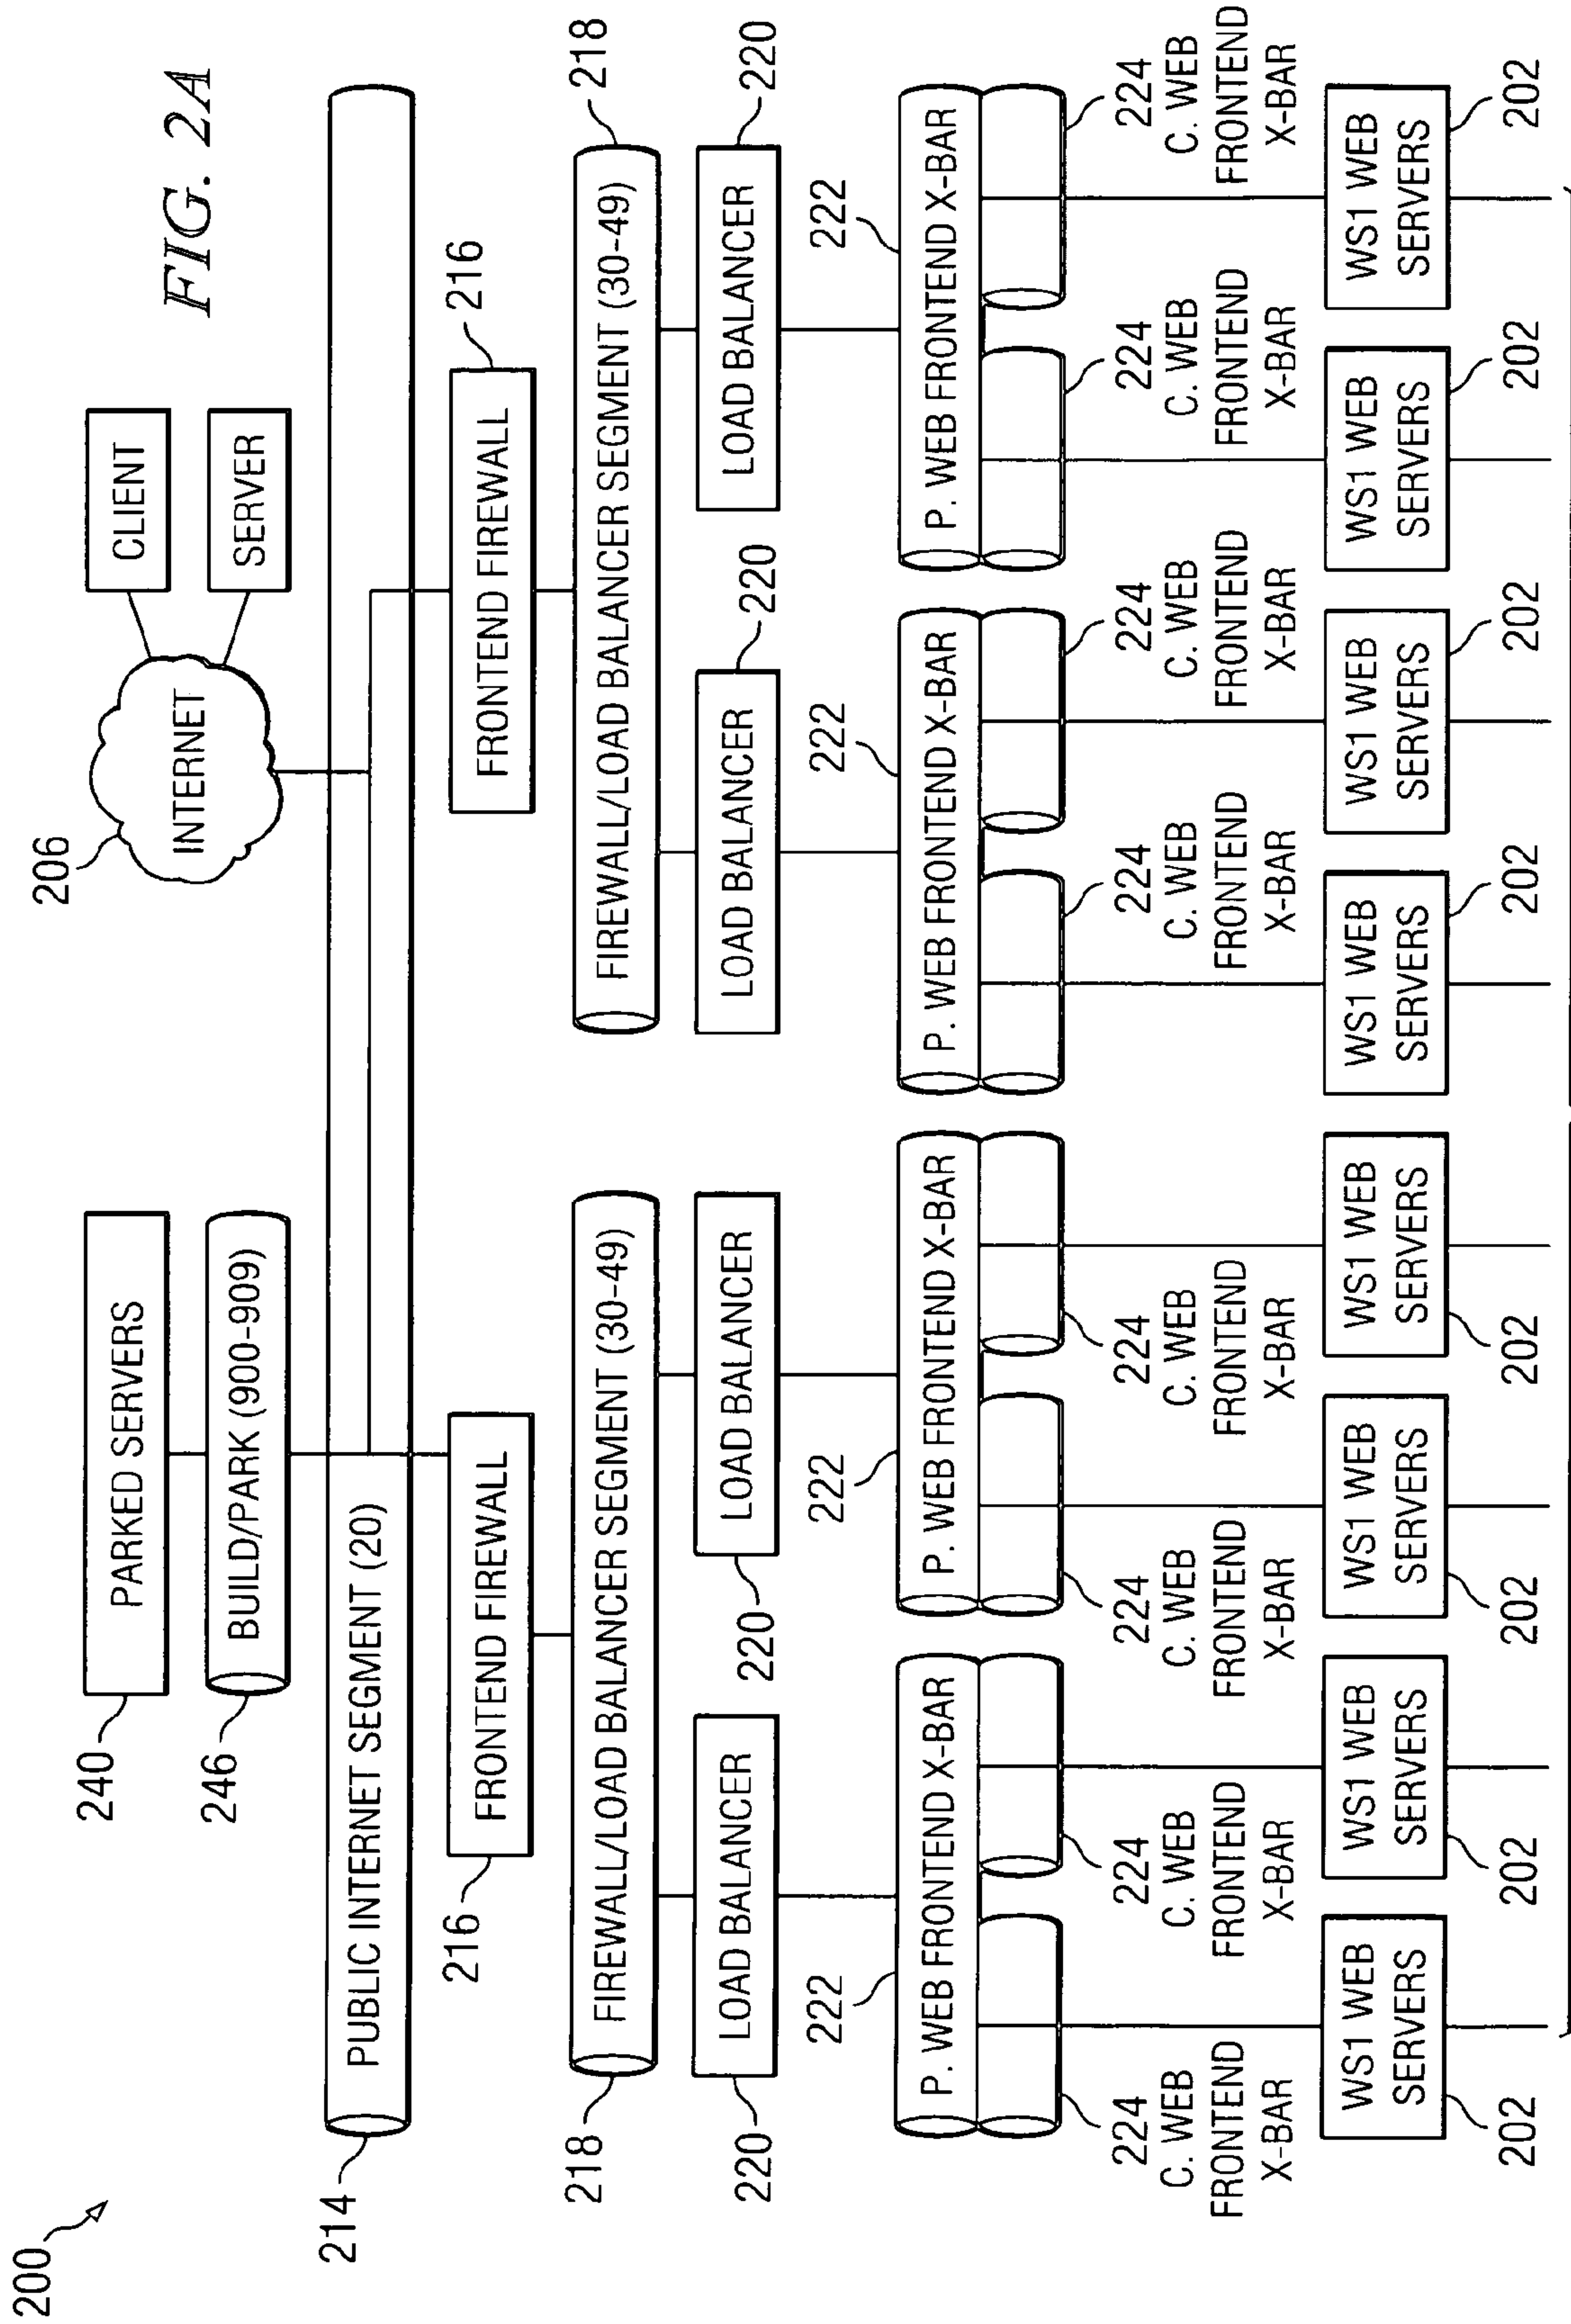 FIG. 2A
200
206
INTERNET
CLIENT
SERVER
240
PARKED SERVERS
246
BUILD/PARK (900-909)
214
PUBLIC INTERNET SEGMENT (20)
216
FRONTEND FIREWALL
FRONTEND FIREWALL
216
218
FIREWALL/LOAD BALANCER SEGMENT (30-49)
FIREWALL/LOAD BALANCER SEGMENT (30-49)
218
220
LOAD BALANCER
220
LOAD BALANCER
LOAD BALANCER
220
LOAD BALANCER
220
222
222
222
222
P. WEB FRONTEND X-BAR
P. WEB FRONTEND X-BAR
P. WEB FRONTEND X-BAR
P. WEB FRONTEND X-BAR
224
C. WEB
FRONTEND
X-BAR
224
C. WEB
FRONTEND
X-BAR
224
C. WEB
FRONTEND
X-BAR
224
C. WEB
FRONTEND
X-BAR
224
C. WEB
FRONTEND
X-BAR
224
C. WEB
FRONTEND
X-BAR
224
C. WEB
FRONTEND
X-BAR
224
C. WEB
FRONTEND
X-BAR
WS1 WEB
SERVERS
202
WS1 WEB
SERVERS
202
WS1 WEB
SERVERS
202
WS1 WEB
SERVERS
202
WS1 WEB
SERVERS
202
WS1 WEB
SERVERS
202
WS1 WEB
SERVERS
202
WS1 WEB
SERVERS
202